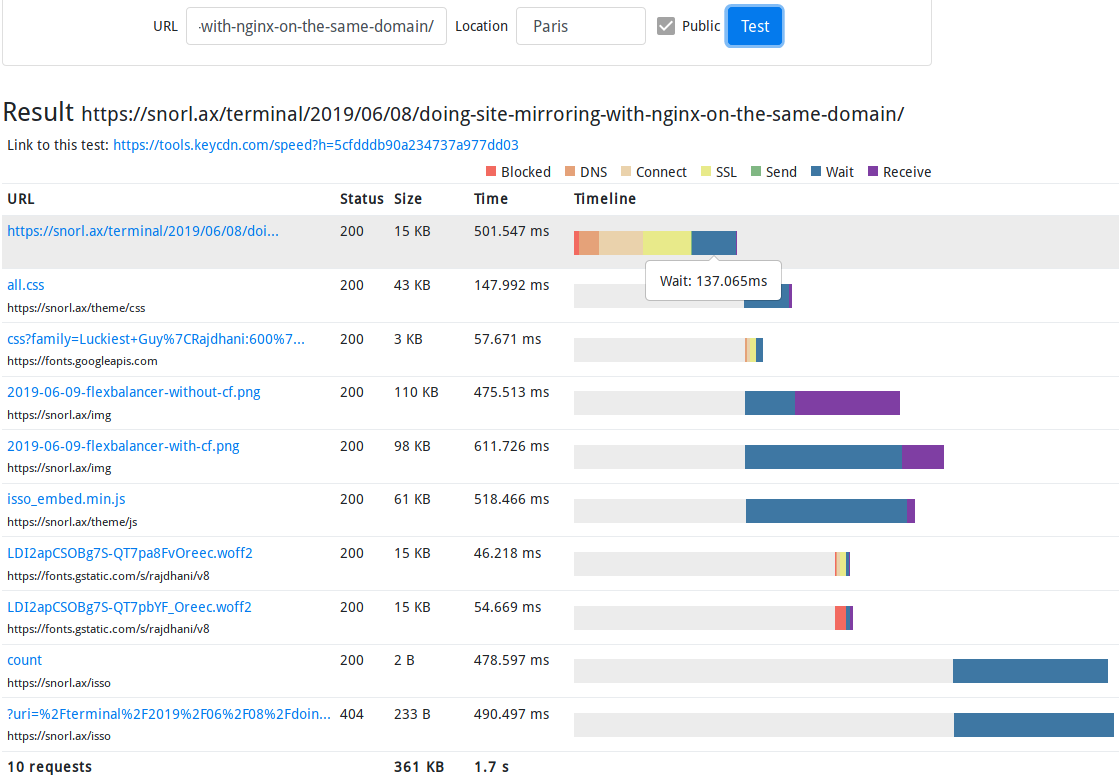 URL -with-nginx-on-the-same-domain/ Location Paris Public Test
Result https://snorl.ax/terminal/2019/06/08/doing-site-mirroring-with-nginx-on-the-same-domain/
Link to this test: https://tools.keycdn.com/speed?h=5cfdddb90a234737a977dd03
Blocked DNS Connect SSL Send Wait Receive
URL Status Size Time Timeline
https://snorl.ax/terminal/2019/06/08/doi... 200 15 KB 501.547 ms
Wait: 137.065ms
all.css 200 43 KB 147.992 ms
https://snorl.ax/theme/css
css?family=Luckiest+Guy%7CRajdhani:600%7... 200 3 KB 57.671 ms
https://fonts.googleapis.com
2019-06-09-flexbalancer-without-cf.png 200 110 KB 475.513 ms
https://snorl.ax/img
2019-06-09-flexbalancer-with-cf.png 200 98 KB 611.726 ms
https://snorl.ax/img
isso_embed.min.js 200 61 KB 518.466 ms
https://snorl.ax/theme/js
LDI2apCSOBg7S-QT7pa8FvOreec.woff2 200 15 KB 46.218 ms
https://fonts.gstatic.com/s/rajdhani/v8
LDI2apCSOBg7S-QT7pbYF_Oreec.woff2 200 15 KB 54.669 ms
https://fonts.gstatic.com/s/rajdhani/v8
count 200 2 B 478.597 ms
https://snorl.ax/isso
?uri=%2Fterminal%2F2019%2F06%2F08%2Fdoin... 404 233 B 490.497 ms
https://snorl.ax/isso
10 requests 361 KB 1.7 s